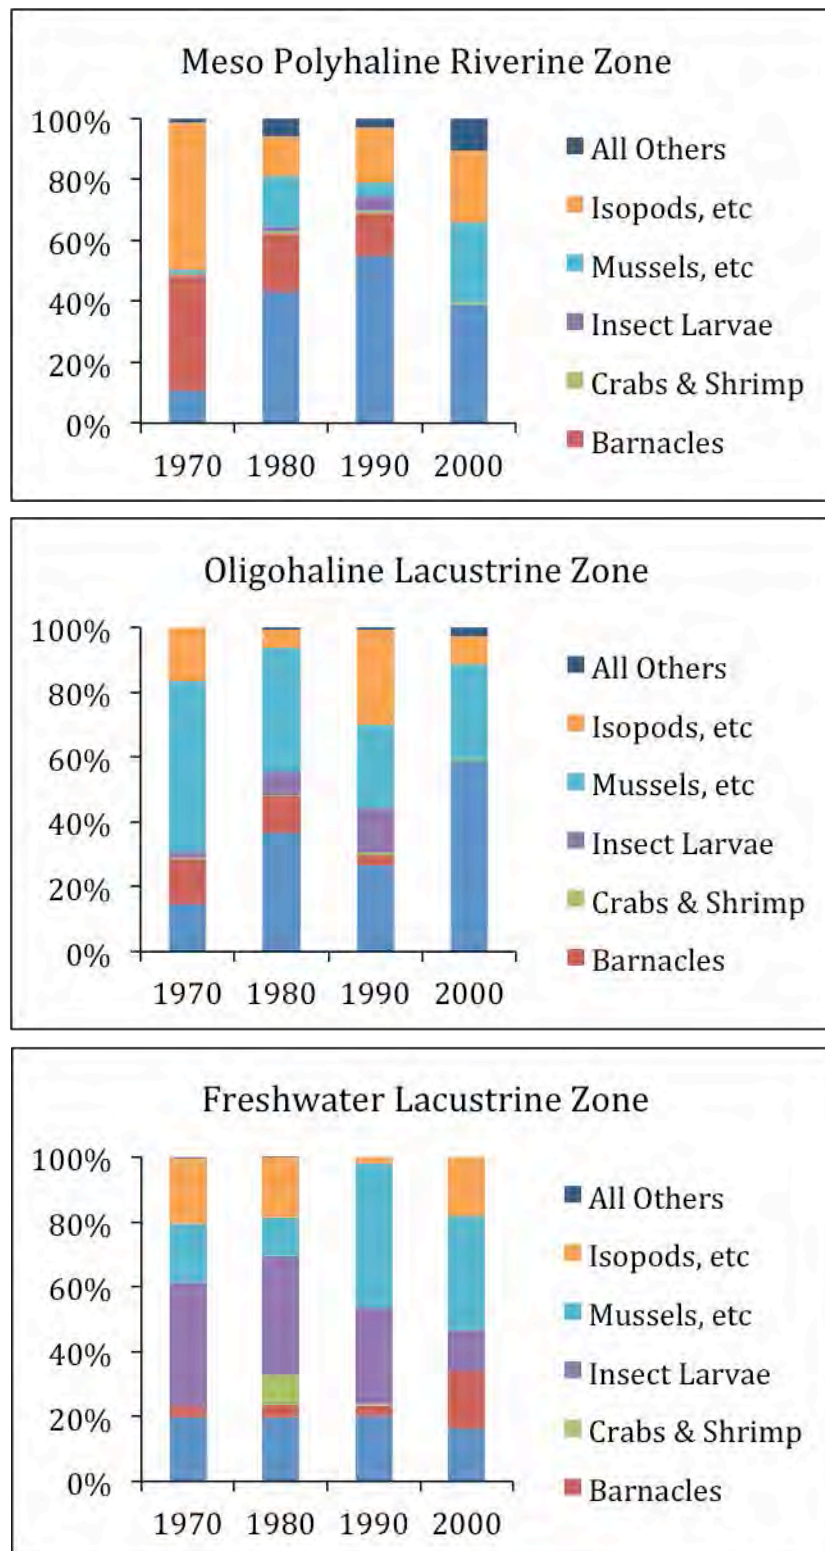 Meso Polyhaline Riverine Zone
100%
80%
60%
40%
20%
0%
1970 1980 1990 2000
All Others
Isopods, etc
Mussels, etc
Insect Larvae
Crabs & Shrimp
Barnacles
Oligohaline Lacustrine Zone
100%
80%
60%
40%
20%
0%
1970 1980 1990 2000
All Others
Isopods, etc
Mussels, etc
Insect Larvae
Crabs & Shrimp
Barnacles
Freshwater Lacustrine Zone
100%
80%
60%
40%
20%
0%
1970 1980 1990 2000
All Others
Isopods, etc
Mussels, etc
Insect Larvae
Crabs & Shrimp
Barnacles